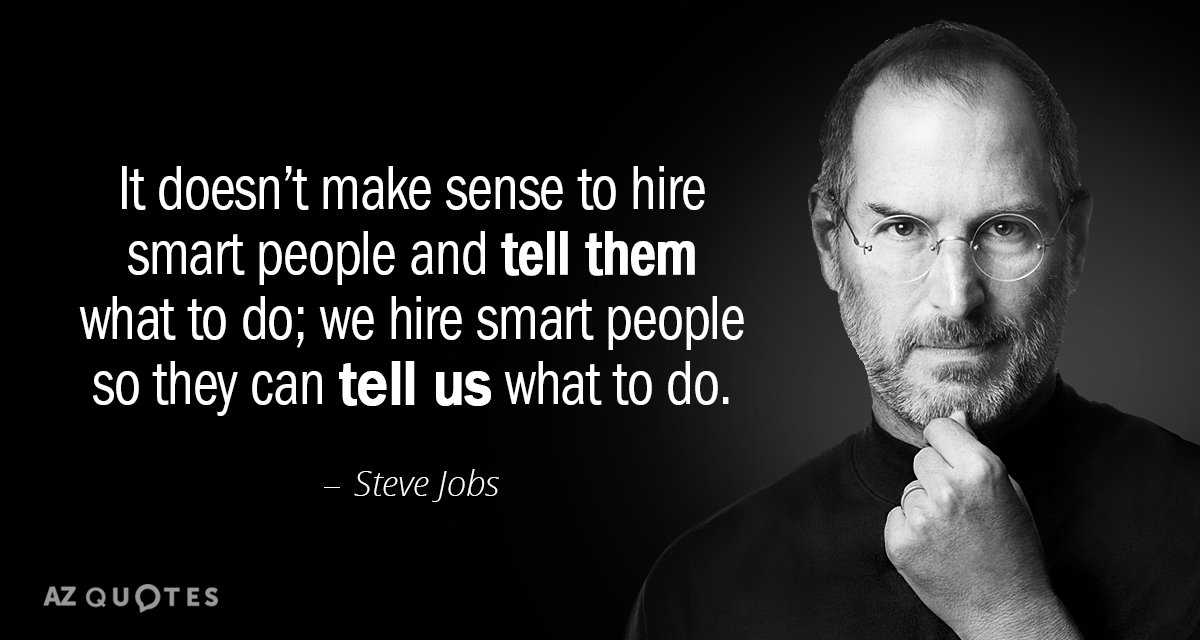 It doesn’t make sense to hire
smart people and tell them
what to do; we hire smart people
so they can tell us what to do.
– Steve Jobs
AZ QUOTES